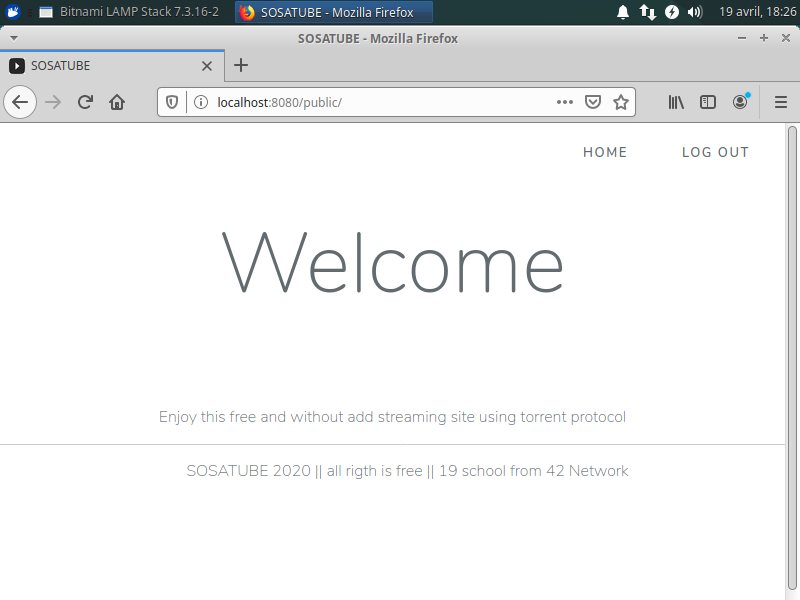 Bitnami LAMP Stack 7.3.16-2 SOSATUBE - Mozilla Firefox 19 avril, 18:26
SOSATUBE - Mozilla Firefox
SOSATUBE
localhost:8080/public/
HOME LOG OUT
Welcome
Enjoy this free and without add streaming site using torrent protocol
SOSATUBE 2020 || all rigth is free || 19 school from 42 Network